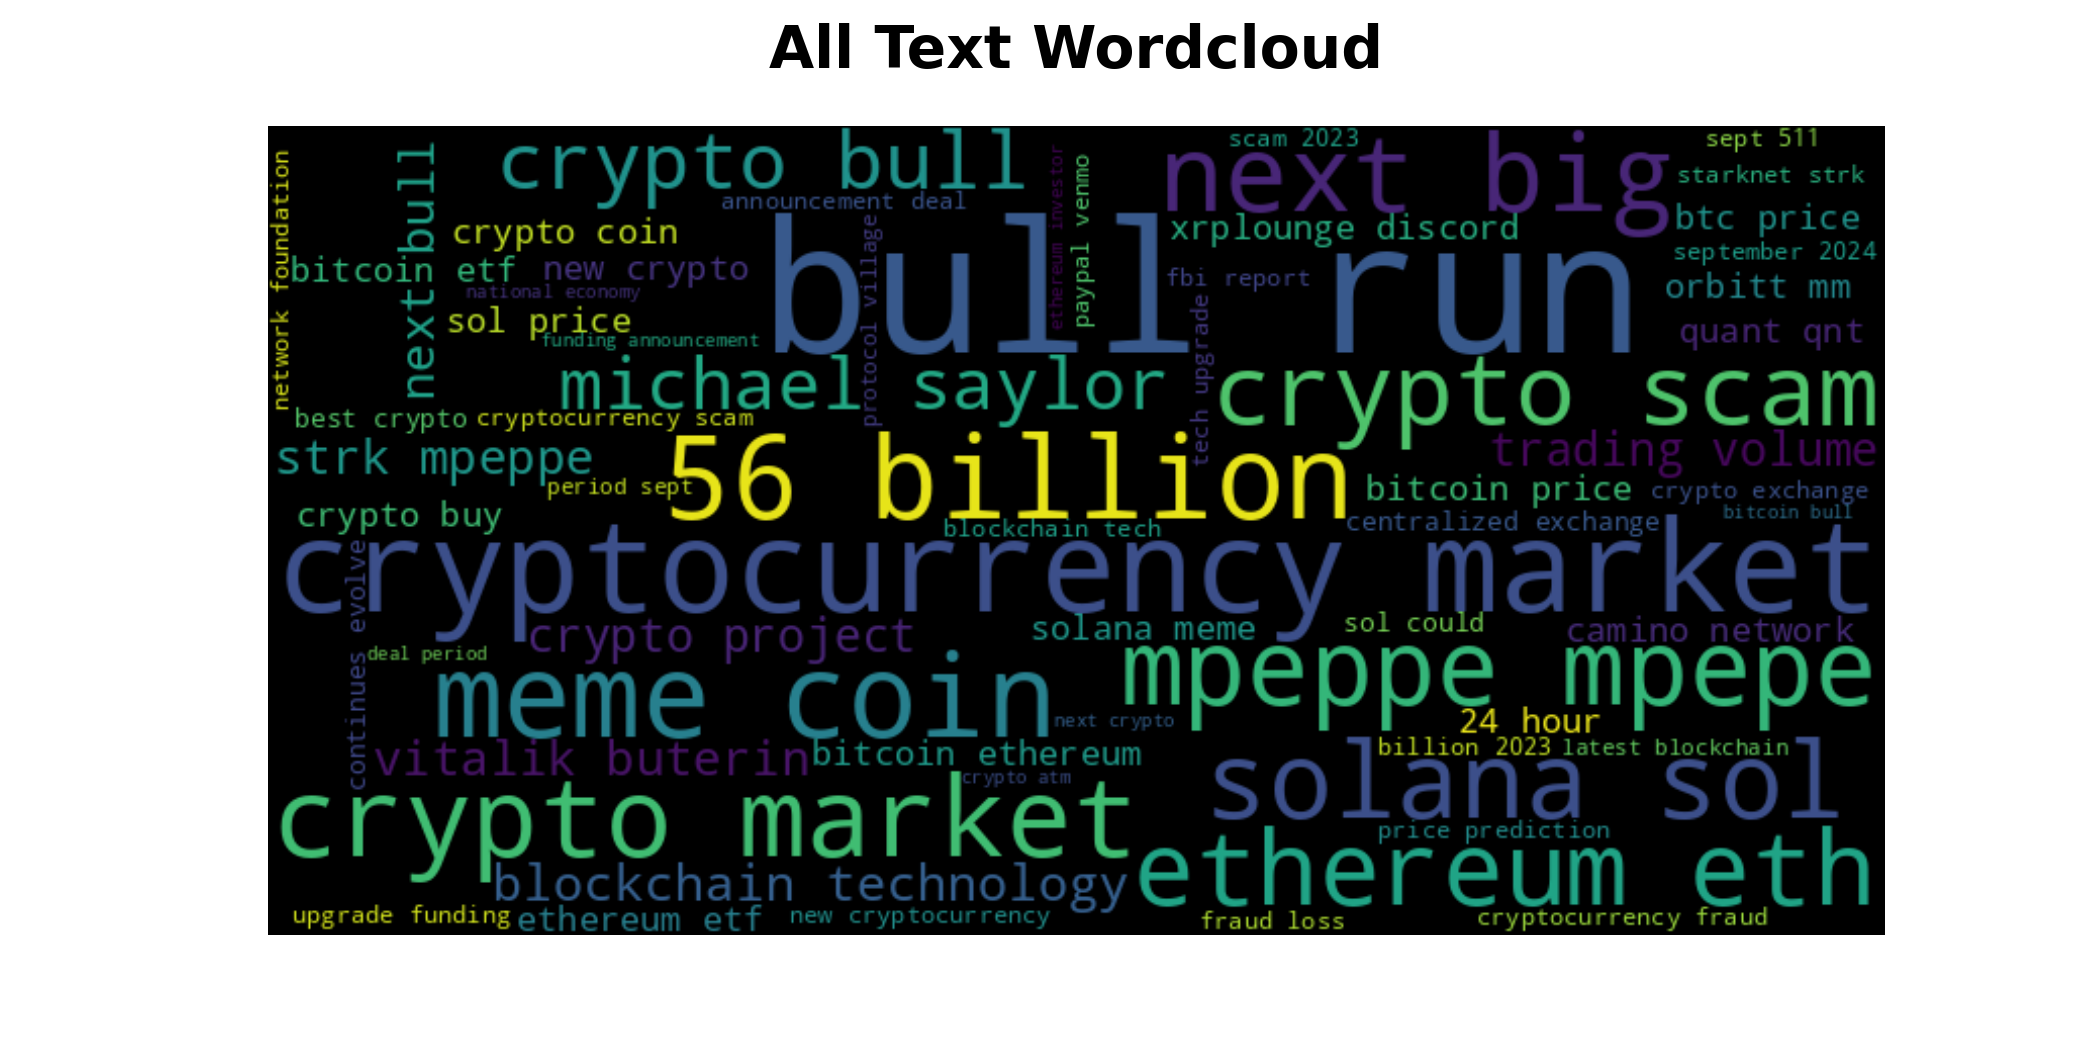 All Text Wordcloud
crypto bull
scam 2023
sept 511
next big
network foundation
next bull
announcement deal
ethereum investor
paypal venmo
starknet strk
crypto coin
protocol village
bull run
xrplounge discord
btc price
bitcoin etf
new crypto
september 2024
national economy
fbi report
orbitt mm
sol price
funding announcement
tech upgrade
quant qnt
michael saylor
crypto scam
best crypto
cryptocurrency scam
strk mpeppe
56 billion
trading volume
period sept
bitcoin price
crypto exchange
crypto buy
blockchain tech
centralized exchange
bitcoin bull
continues evolve
cryptocurrency market
crypto project
solana meme
sol could
camino network
deal period
meme coin
mpeppe mpepe
next crypto
24 hour
vitalik buterin
bitcoin ethereum
billion 2023
latest blockchain
crypto atm
solana sol
crypto market
price prediction
blockchain technology
ethereum eth
upgrade funding
ethereum etf
new cryptocurrency
fraud loss
cryptocurrency fraud